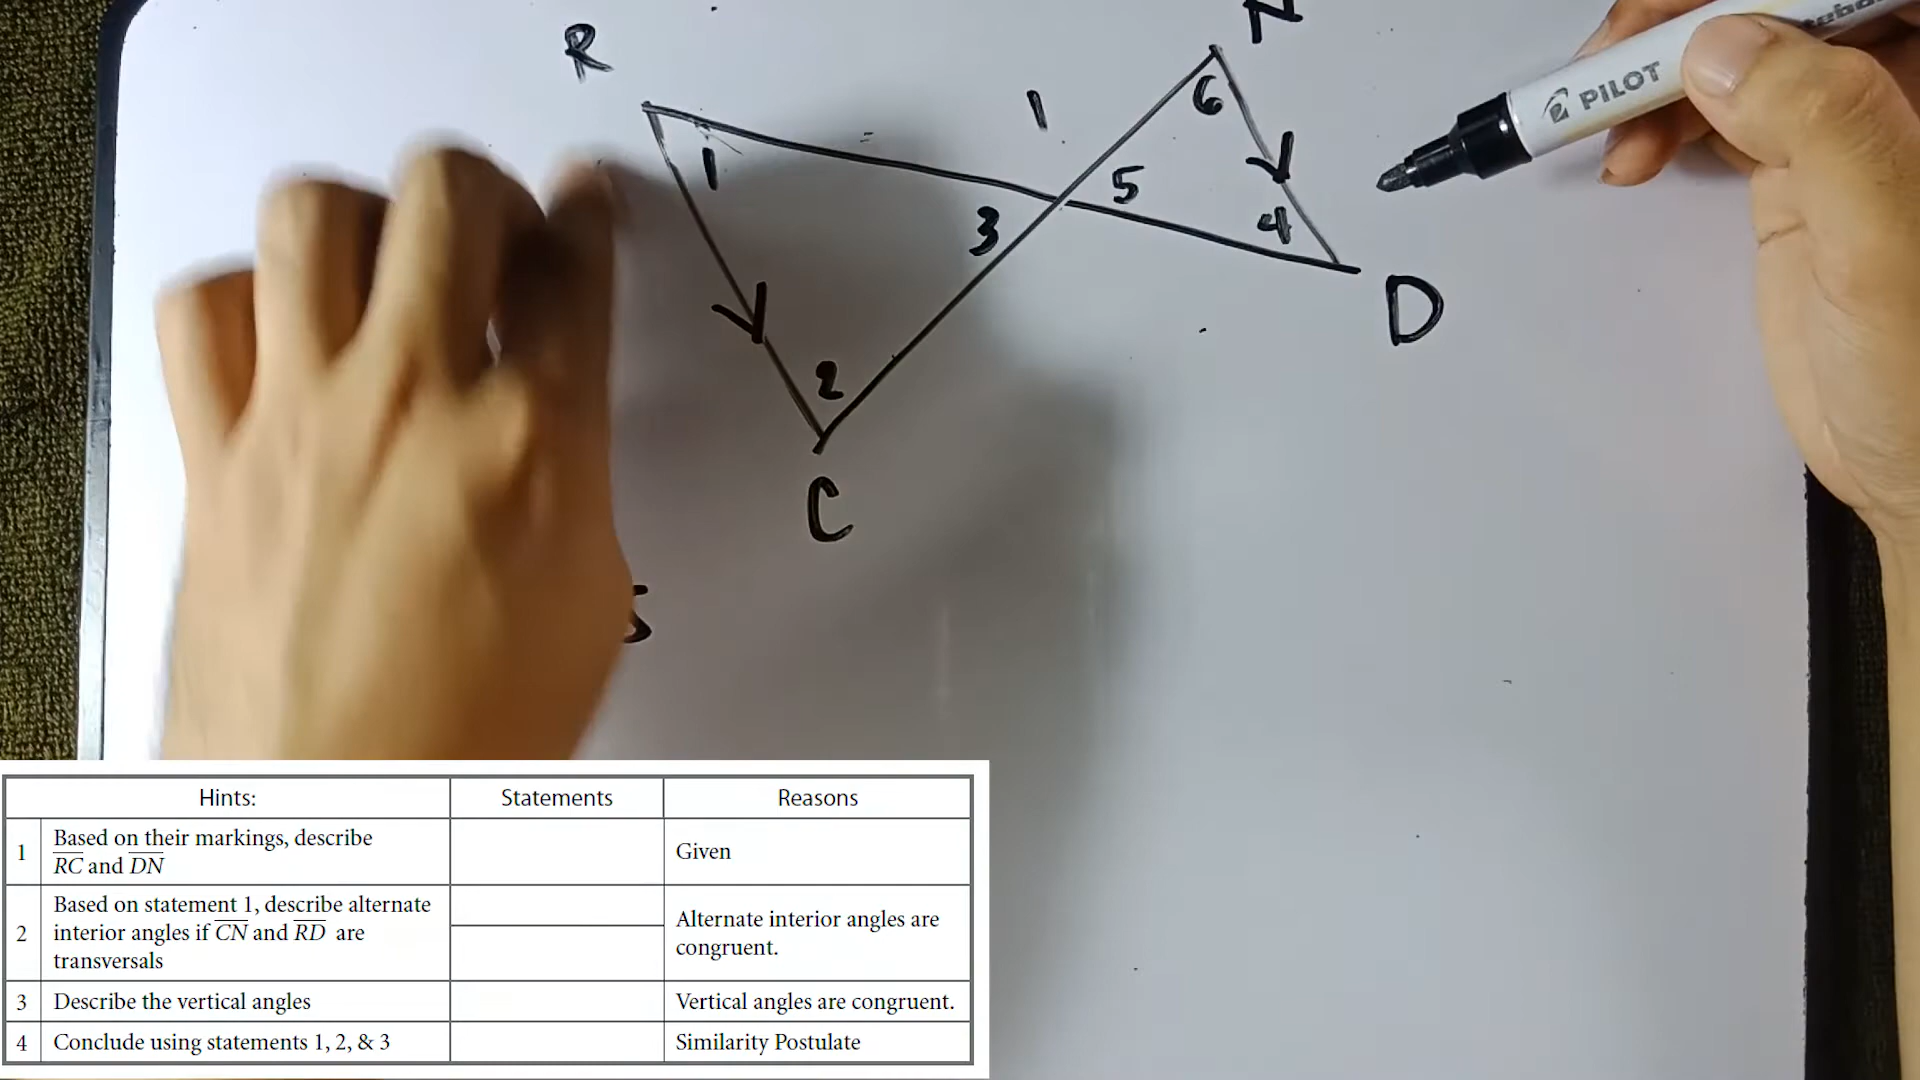 R
N
1
6
1
5
3
4
2
D
C
PILOT
Hints:
Statements
Reasons
1
Based on their markings, describe
RC and DN
Given
2
Based on statement 1, describe alternate
interior angles if CN and RD are
transversals
Alternate interior angles are
congruent.
3
Describe the vertical angles
Vertical angles are congruent.
4
Conclude using statements 1, 2, & 3
Similarity Postulate